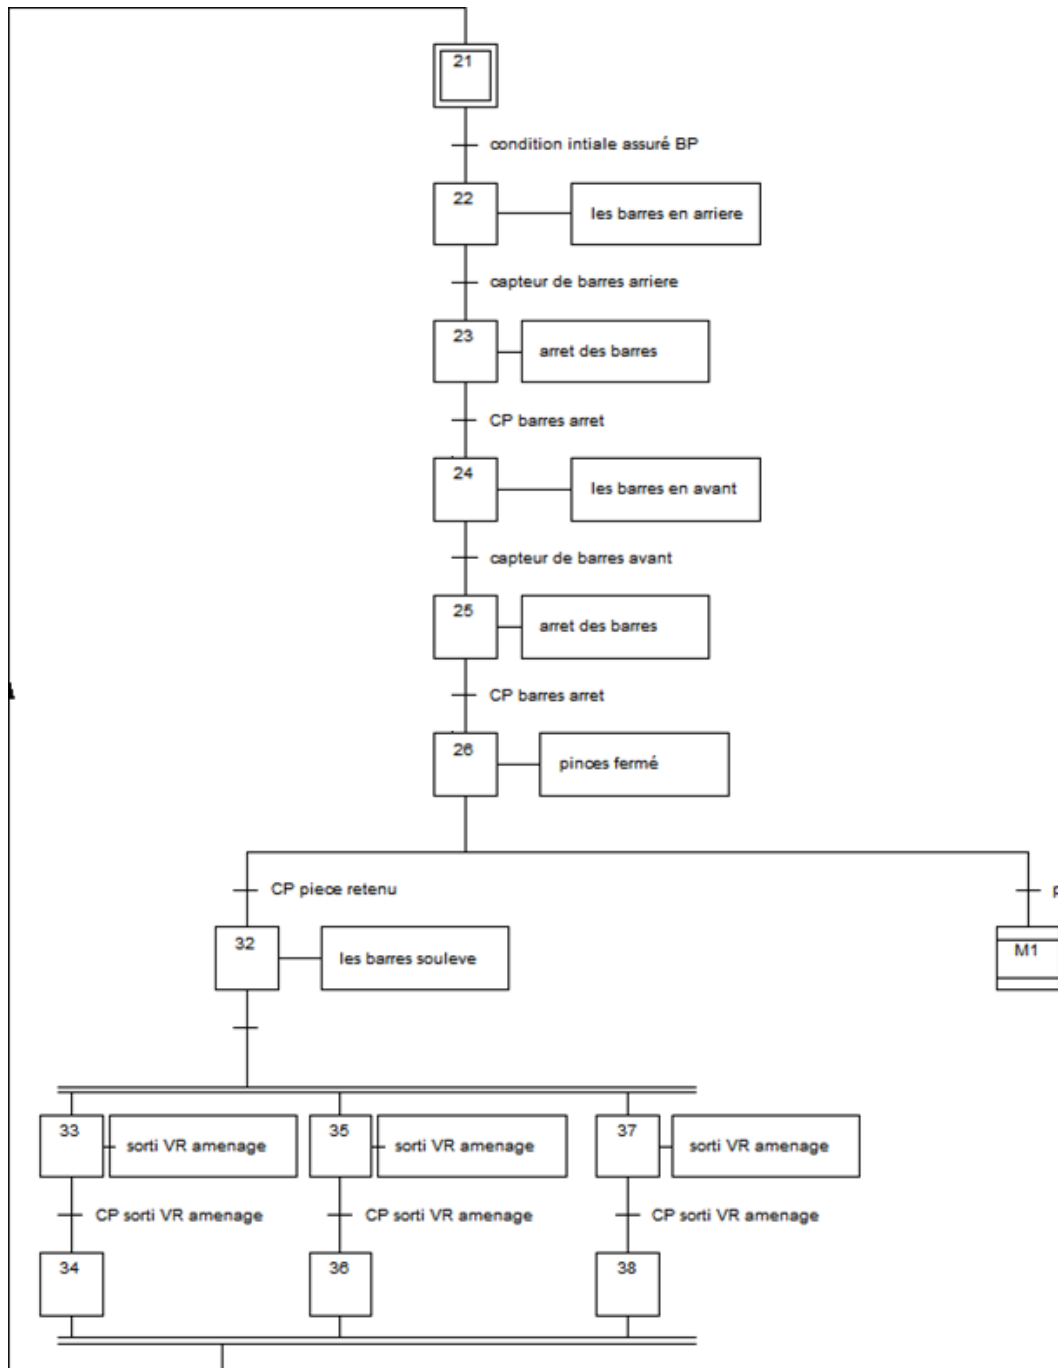 21
condition intiale assuré BP
22
les barres en arriere
capteur de barres arriere
23
arret des barres
CP barres arret
24
les barres en avant
capteur de barres avant
25
arret des barres
CP barres arret
26
pinces fermé
CP piece retenu
p
32
les barres souleve
M1
33 sorti VR amenage 35 sorti VR amenage 37 sorti VR amenage
CP sorti VR amenage CP sorti VR amenage CP sorti VR amenage
34 36 38